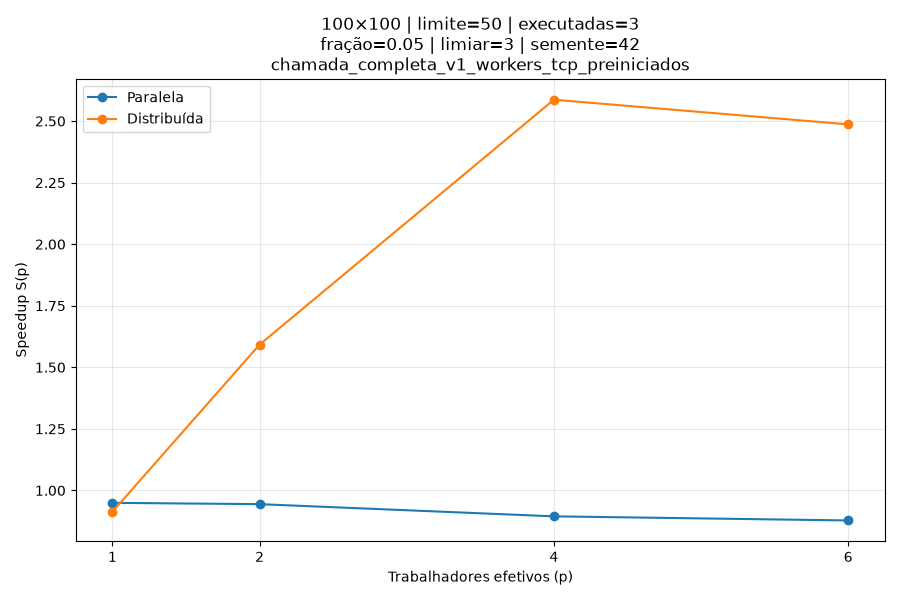 100×100 | limite=50 | executadas=3
fração=0.05 | limiar=3 | semente=42
chamada_completa_v1_workers_tcp_preiniciados
Paralela
Distribuída
2.50
2.25
2.00
1.75
1.50
1.25
1.00
Speedup S(p)
1 2 4 6
Trabalhadores efetivos (p)